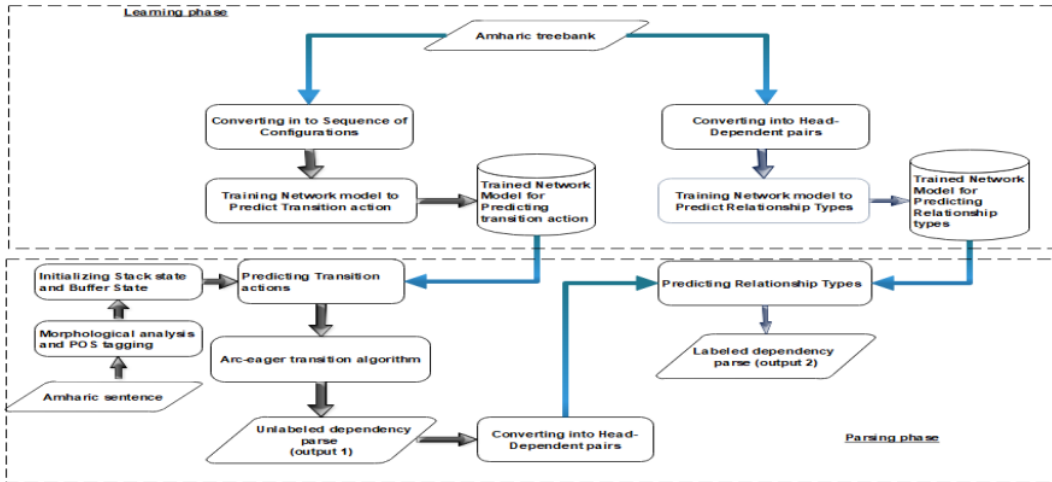 Learning phase
Amharic treebank
Converting in to Sequence of
Configurations
Converting into Head-
Dependent pairs
Training Network model to
Predict Transition action
Trained Network
Model for
Predicting
transition action
Training Network model to
Predict Relationship Types
Trained Network
Model for
Predicting
Relationship
types
Initializing Stack state
and Buffer State
Predicting Transition
actions
Predicting Relationship Types
Morphological analysis
and POS tagging
Arc-eager transition algorithm
Labeled dependency
parse (output 2)
Amharic sentence
Unlabeled dependency
parse
(output 1)
Converting into Head-
Dependent pairs
Parsing phase